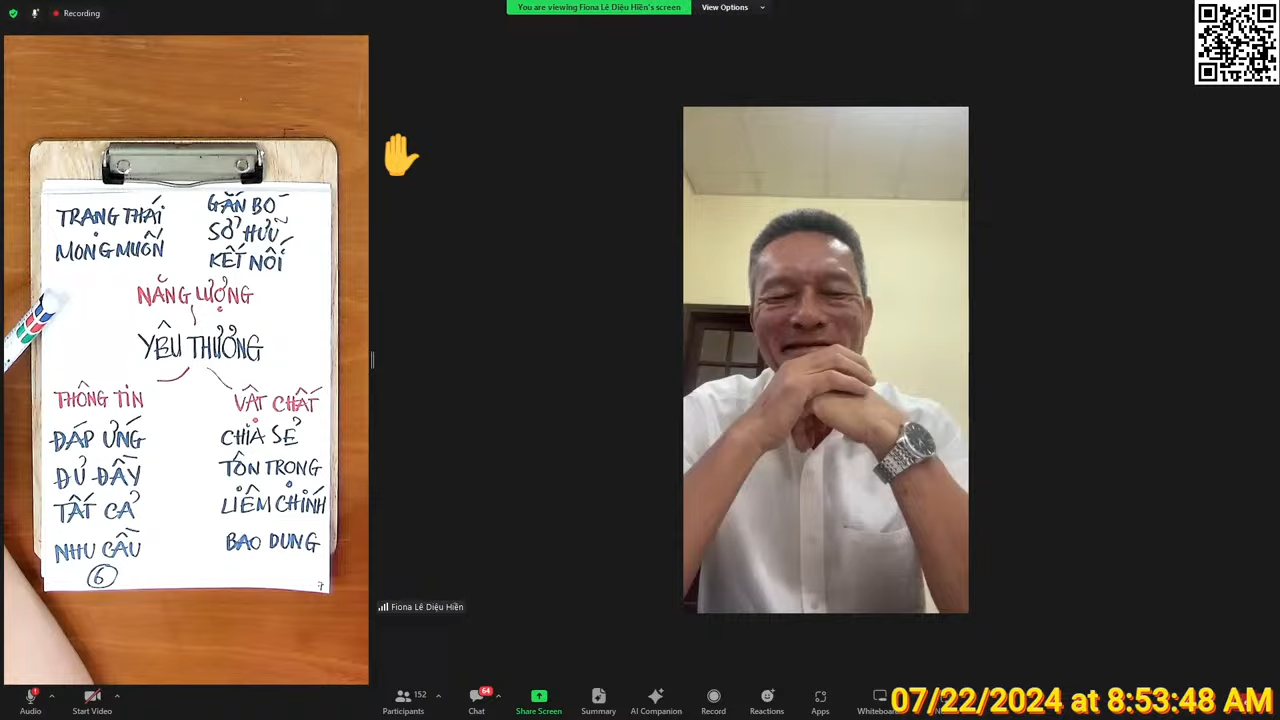 Recording
You are viewing Fiona Lê Diệu Hiền's screen
View Options
TRẠNG THÁI
MONG MUỐN
GẮN BÓ
SỞ HỮU
KẾT NỐI
NĂNG LƯỢNG
YÊU THƯƠNG
THÔNG TIN
ĐÁP ỨNG
ĐỦ ĐẦY
TẤT CẢ
NHU CẦU
6
VẬT CHẤT
CHIA SẺ
TÔN TRỌNG
LIÊM CHÍNH
BAO DUNG
7
Fiona Lê Diệu Hiền
Audio
Start Video
Participants
152
Chat
64
Share Screen
Summary
AI Companion
Record
Reactions
Apps
07/22/2024 at 8:53:48 AM